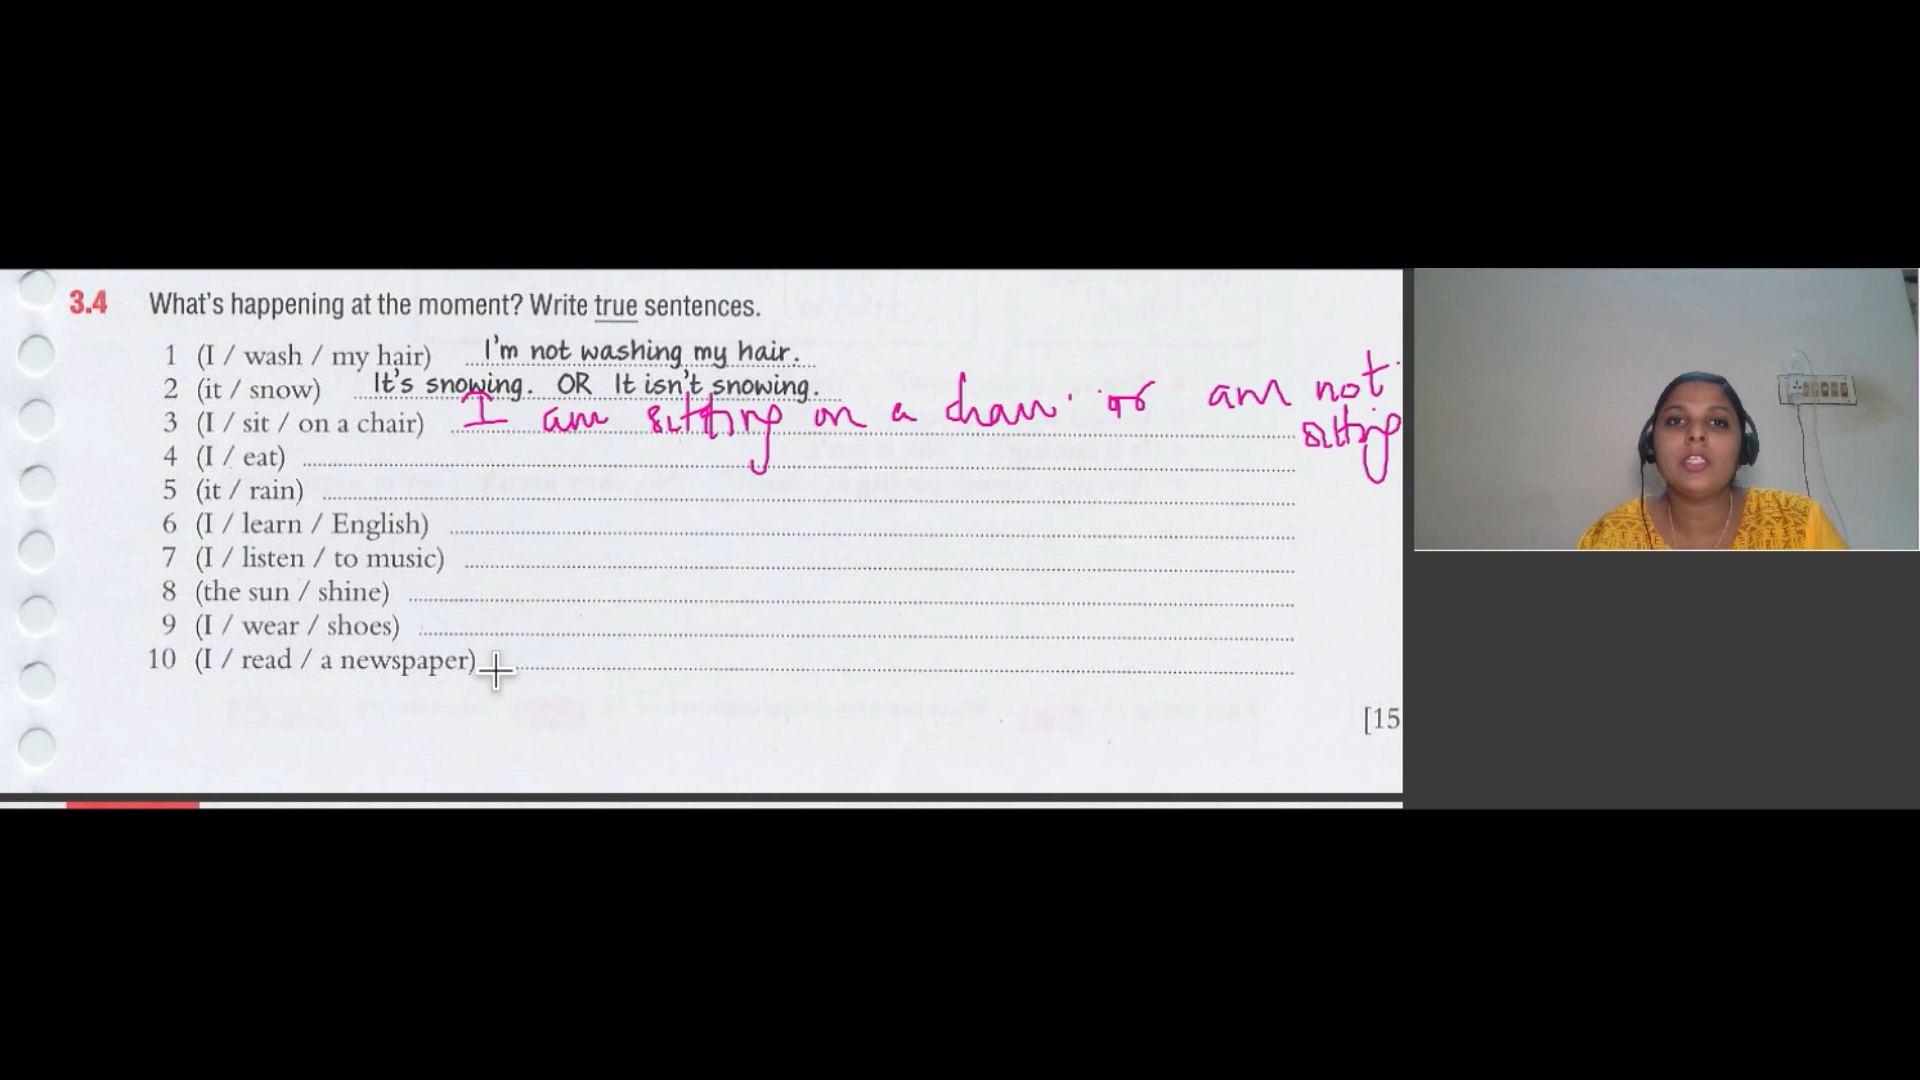 3.4 What's happening at the moment? Write true sentences.
1 (I / wash / my hair) I'm not washing my hair.
2 (it / snow) It's snowing. OR It isn't snowing.
3 (I / sit / on a chair) I am sitting on a chair. or am not
sitting
4 (I / eat)
5 (it / rain)
6 (I / learn / English)
7 (I / listen / to music)
8 (the sun / shine)
9 (I / wear / shoes)
10 (I / read / a newspaper)
[15